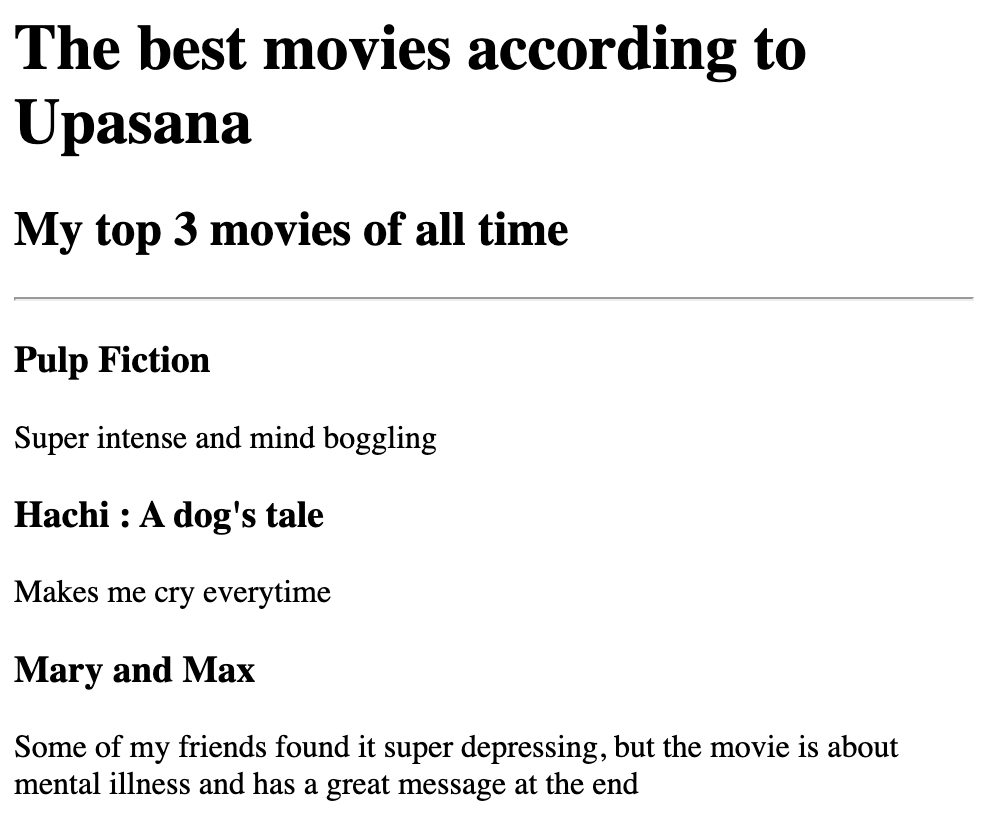 The best movies according to
Upasana
My top 3 movies of all time
Pulp Fiction
Super intense and mind boggling
Hachi : A dog's tale
Makes me cry everytime
Mary and Max
Some of my friends found it super depressing, but the movie is about
mental illness and has a great message at the end